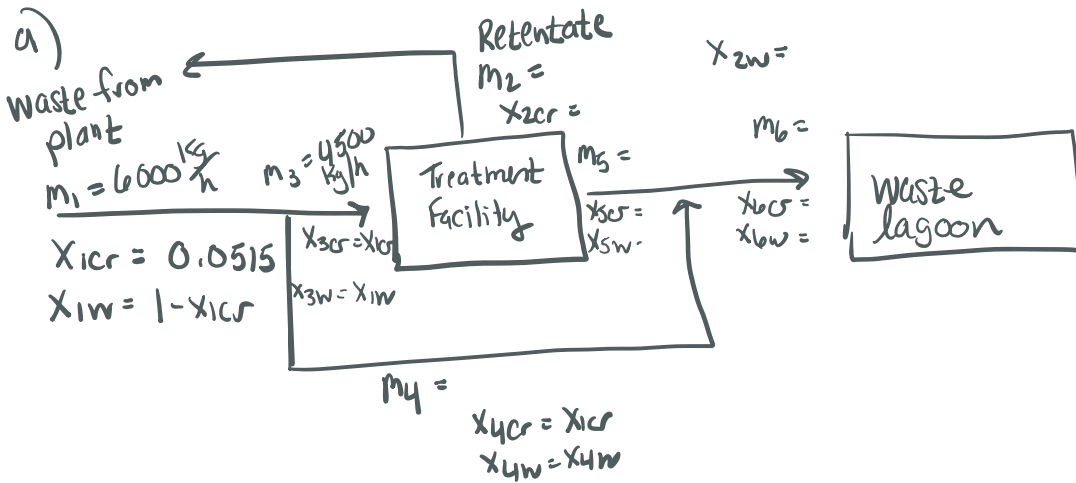 a)
Retentate
m2 =
x2cr =
x2w =
waste from
plant
m1 = 6000 kg/h
m3 = 4500 kg/h
Treatment
Facility
m5 =
m6 =
x5cr =
x5w =
x6cr =
x6w =
waste
lagoon
x1cr = 0.0515
x1w = 1-x1cr
x3cr = x1cr
x3w = x1w
m4 =
x4cr = x1cr
x4w = x4w